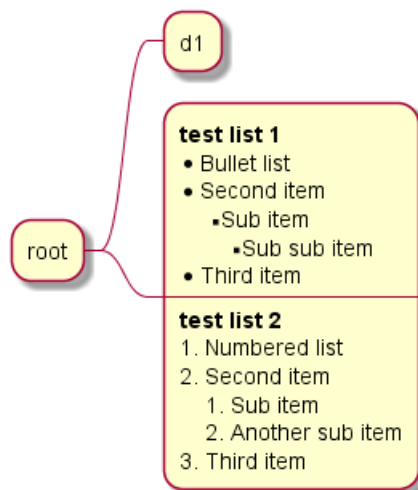 d1
root
test list 1
• Bullet list
• Second item
▪Sub item
▪Sub sub item
• Third item
test list 2
1. Numbered list
2. Second item
1. Sub item
2. Another sub item
3. Third item